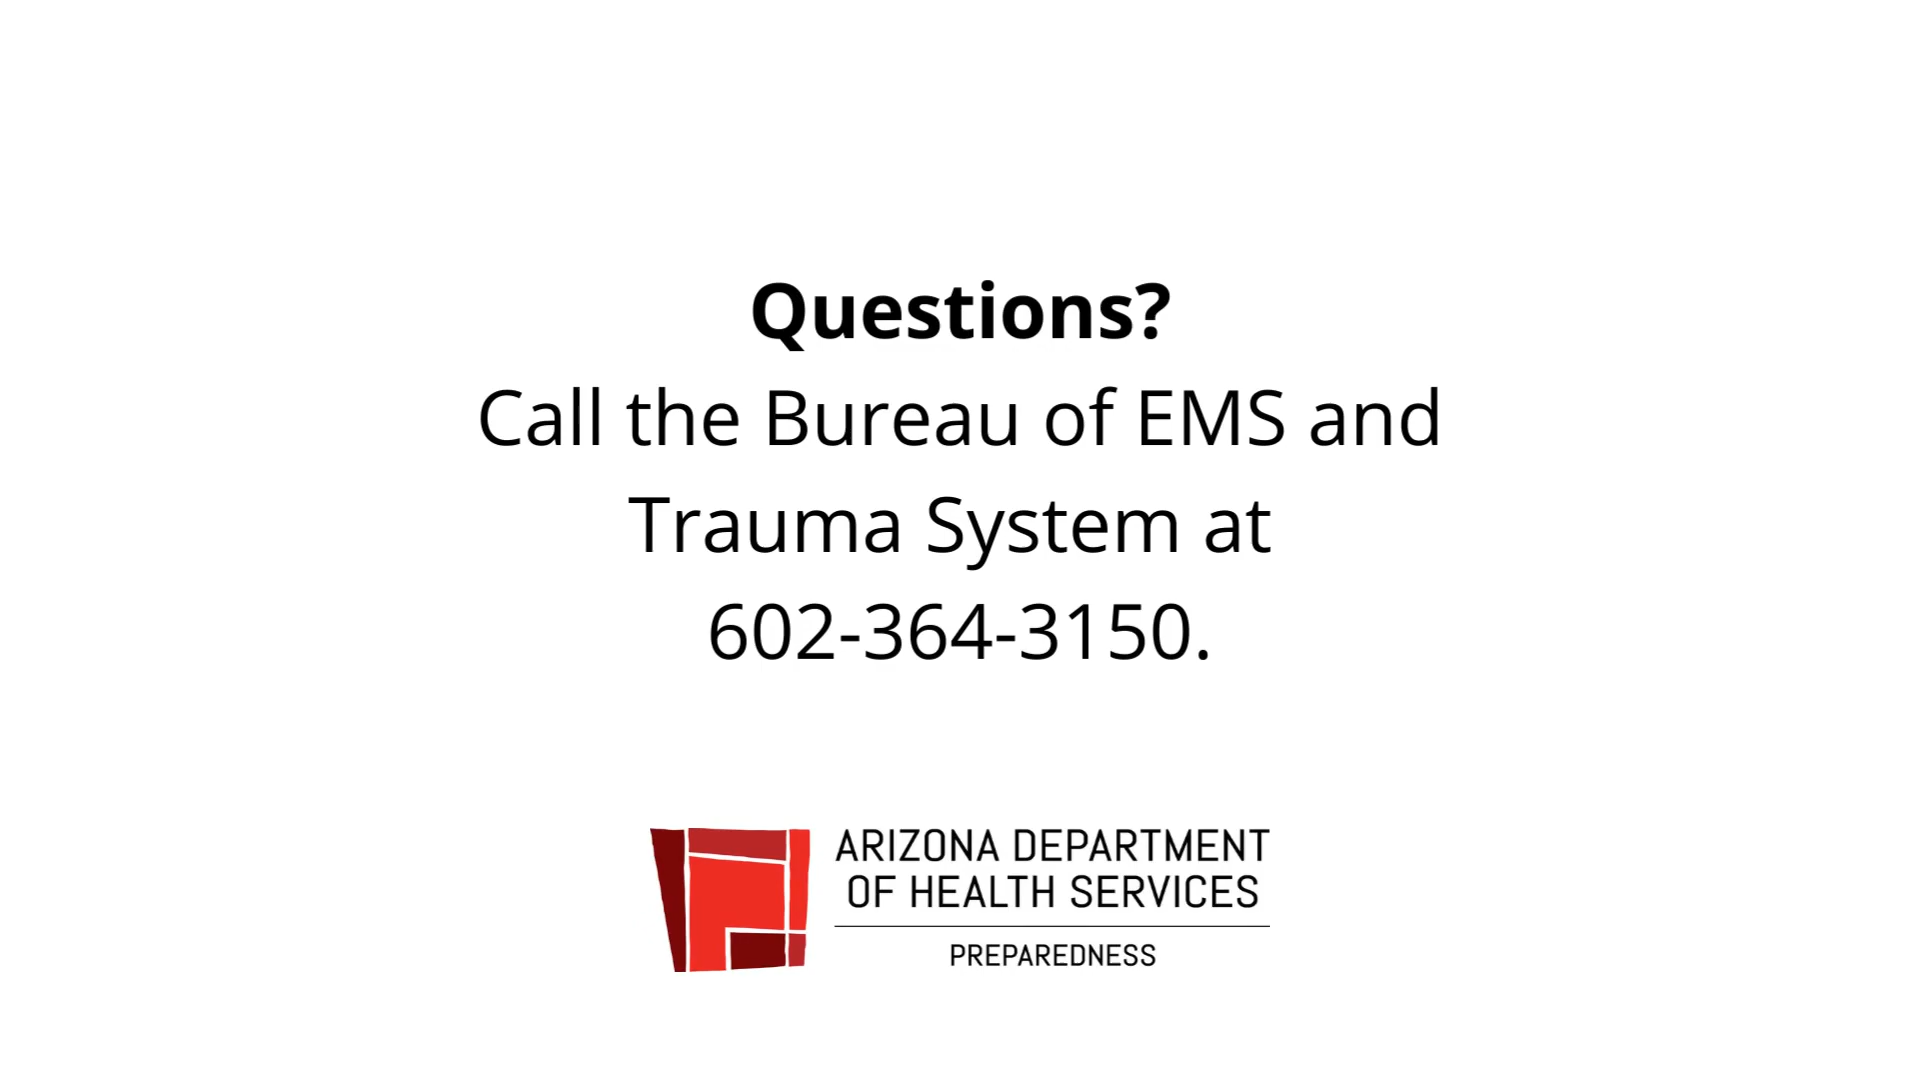 Questions?
Call the Bureau of EMS and
Trauma System at
602-364-3150.
ARIZONA DEPARTMENT
OF HEALTH SERVICES
PREPAREDNESS